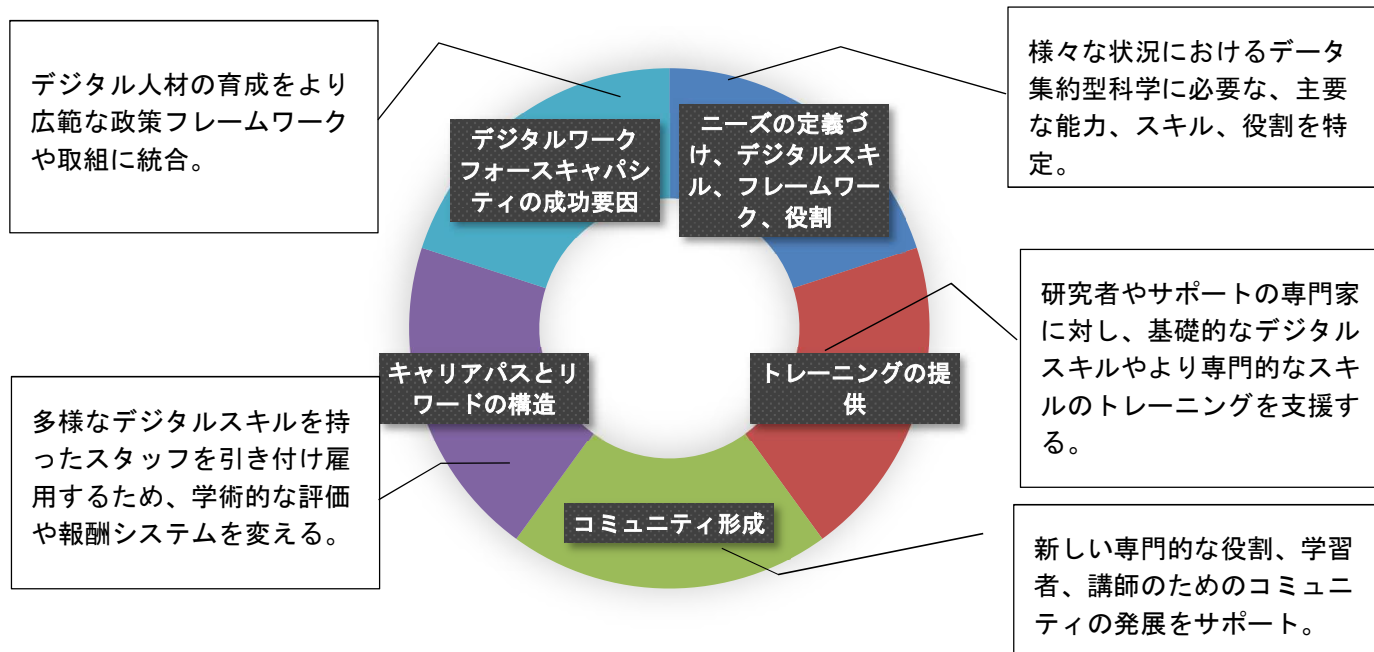 デジタル人材の育成をより
広範な政策フレームワーク
や取組に統合。
デジタルワーク
フォースキャパシ
ティの成功要因
ニーズの定義づ
け、デジタルスキ
ル、フレームワー
ク、役割
様々な状況におけるデータ
集約型科学に必要な、主要
な能力、スキル、役割を特
定。
研究者やサポートの専門家
に対し、基礎的なデジタル
スキルやより専門的なスキ
ルのトレーニングを支援す
る。
トレーニングの提
供
キャリアパスとリ
ワードの構造
多様なデジタルスキルを持
ったスタッフを引き付け雇
用するため、学術的な評価
や報酬システムを変える。
コミュニティ形成
新しい専門的な役割、学習
者、講師のためのコミュニ
ティの発展をサポート。